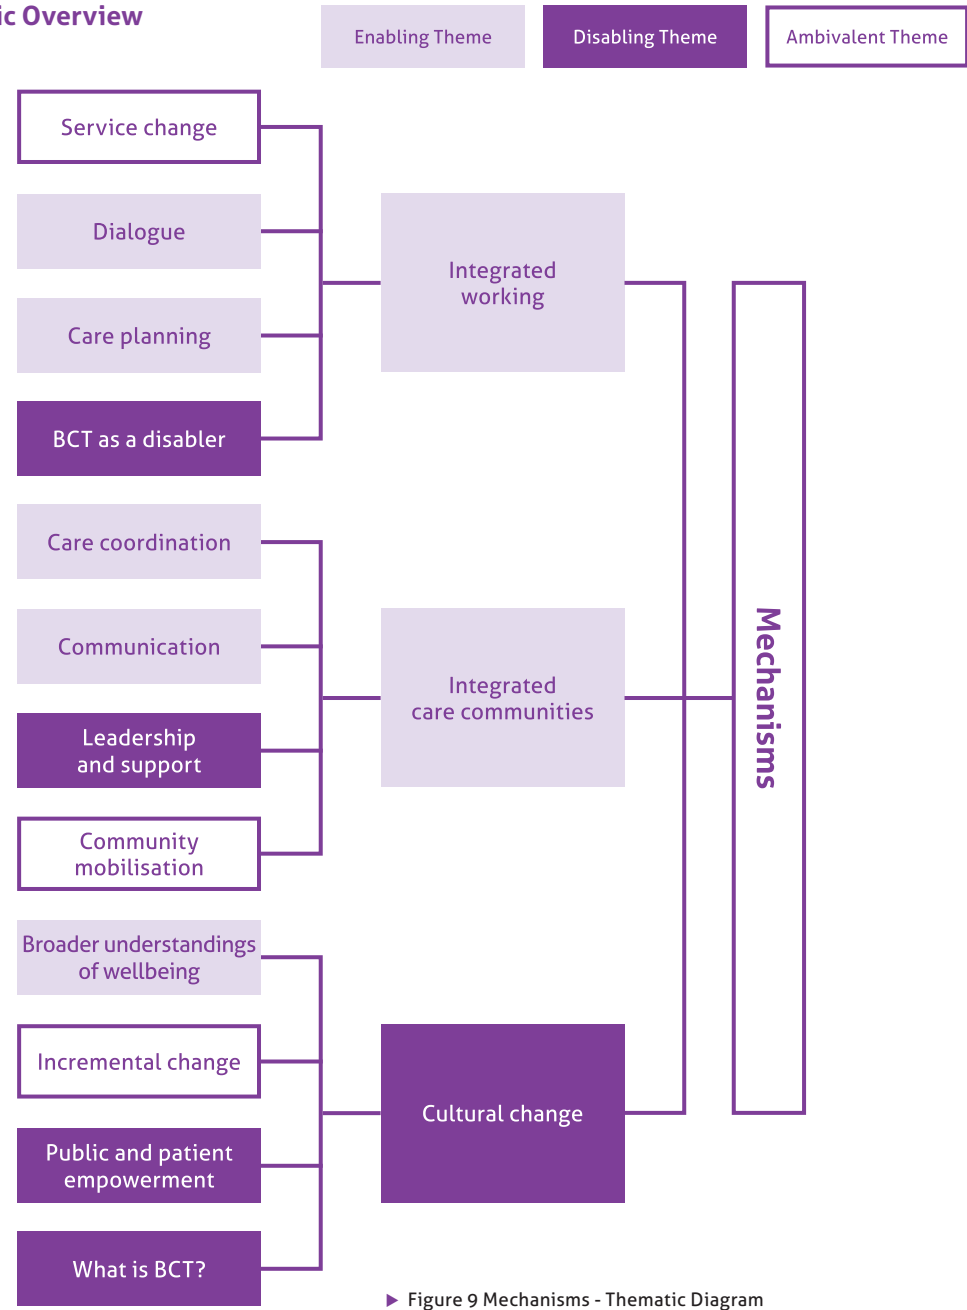 ic Overview
Enabling Theme
Disabling Theme
Ambivalent Theme
Service change
Dialogue
Care planning
BCT as a disabler
Integrated
working
Care coordination
Communication
Leadership
and support
Community
mobilisation
Integrated
care communities
Broader understandings
of wellbeing
Incremental change
Public and patient
empowerment
What is BCT?
Cultural change
Mechanisms
Figure 9 Mechanisms - Thematic Diagram